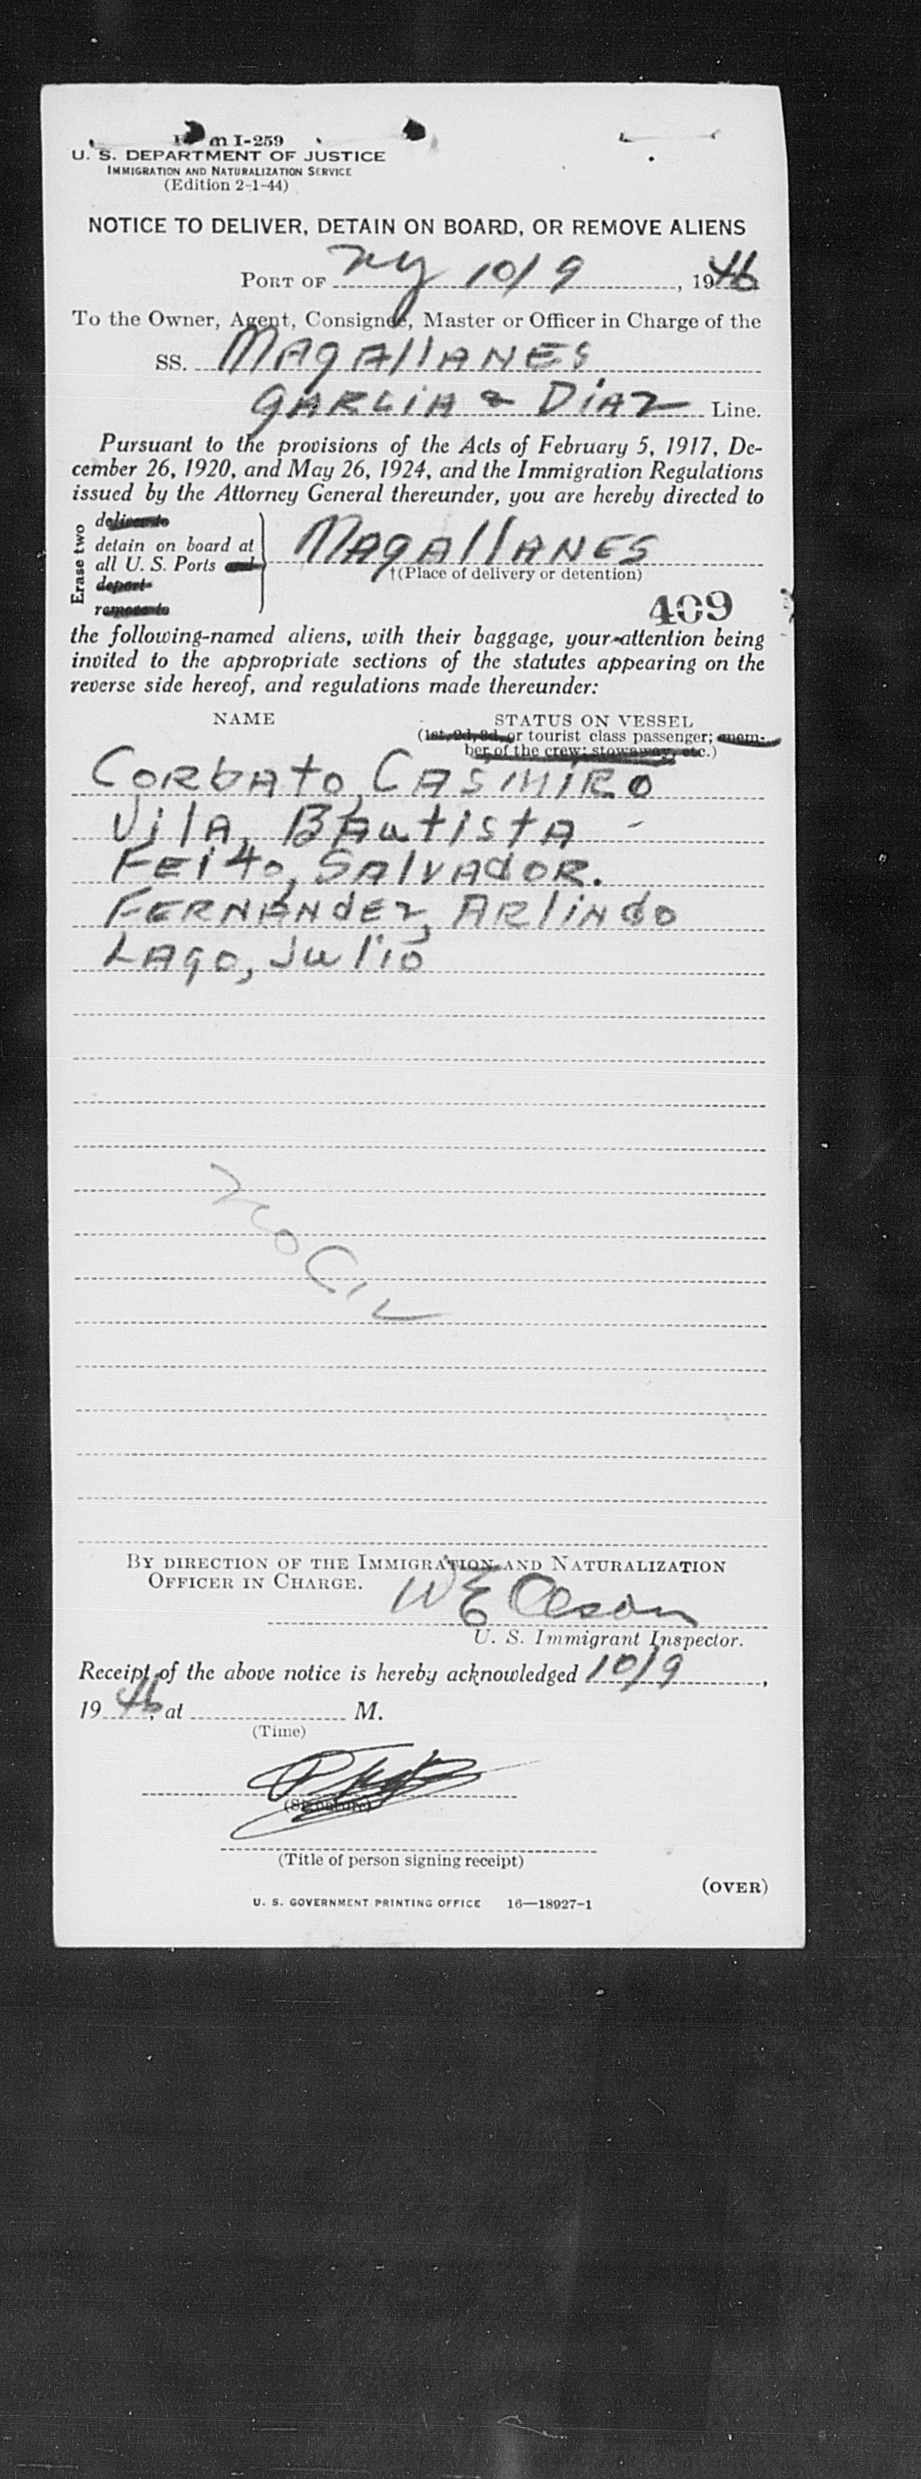 Form I-259
U. S. DEPARTMENT OF JUSTICE
IMMIGRATION AND NATURALIZATION SERVICE
(Edition 2-1-44)
NOTICE TO DELIVER, DETAIN ON BOARD, OR REMOVE ALIENS
PORT OF NY 10/9, 1946
To the Owner, Agent, Consignee, Master or Officer in Charge of the
SS. MAGAllANES
GARCIA & DiAZ Line.
Pursuant to the provisions of the Acts of February 5, 1917, De-
cember 26, 1920, and May 26, 1924, and the Immigration Regulations
issued by the Attorney General thereunder, you are hereby directed to
Erase two
deliver to
detain on board at
all U. S. Ports and
deport
remove to
MAGAllANES
†(Place of delivery or detention)
409
the following-named aliens, with their baggage, your attention being
invited to the appropriate sections of the statutes appearing on the
reverse side hereof, and regulations made thereunder:
NAME STATUS ON VESSEL
(1st, 2d, 3d, or tourist class passenger; mem-
ber of the crew; stowaway, etc.)
CORbAto, CASiMiRO
VilA, BAutistA -
FEito, SAlVAdOR.
FERNANdEz, ARliNdo
LAgo, Julio
BY DIRECTION OF THE IMMIGRATION AND NATURALIZATION
OFFICER IN CHARGE.
W E Olson
U. S. Immigrant Inspector.
Receipt of the above notice is hereby acknowledged 10/9,
1946, at M.
(Time)
(Signature)
(Title of person signing receipt)
(OVER)
U. S. GOVERNMENT PRINTING OFFICE 16—18927-1